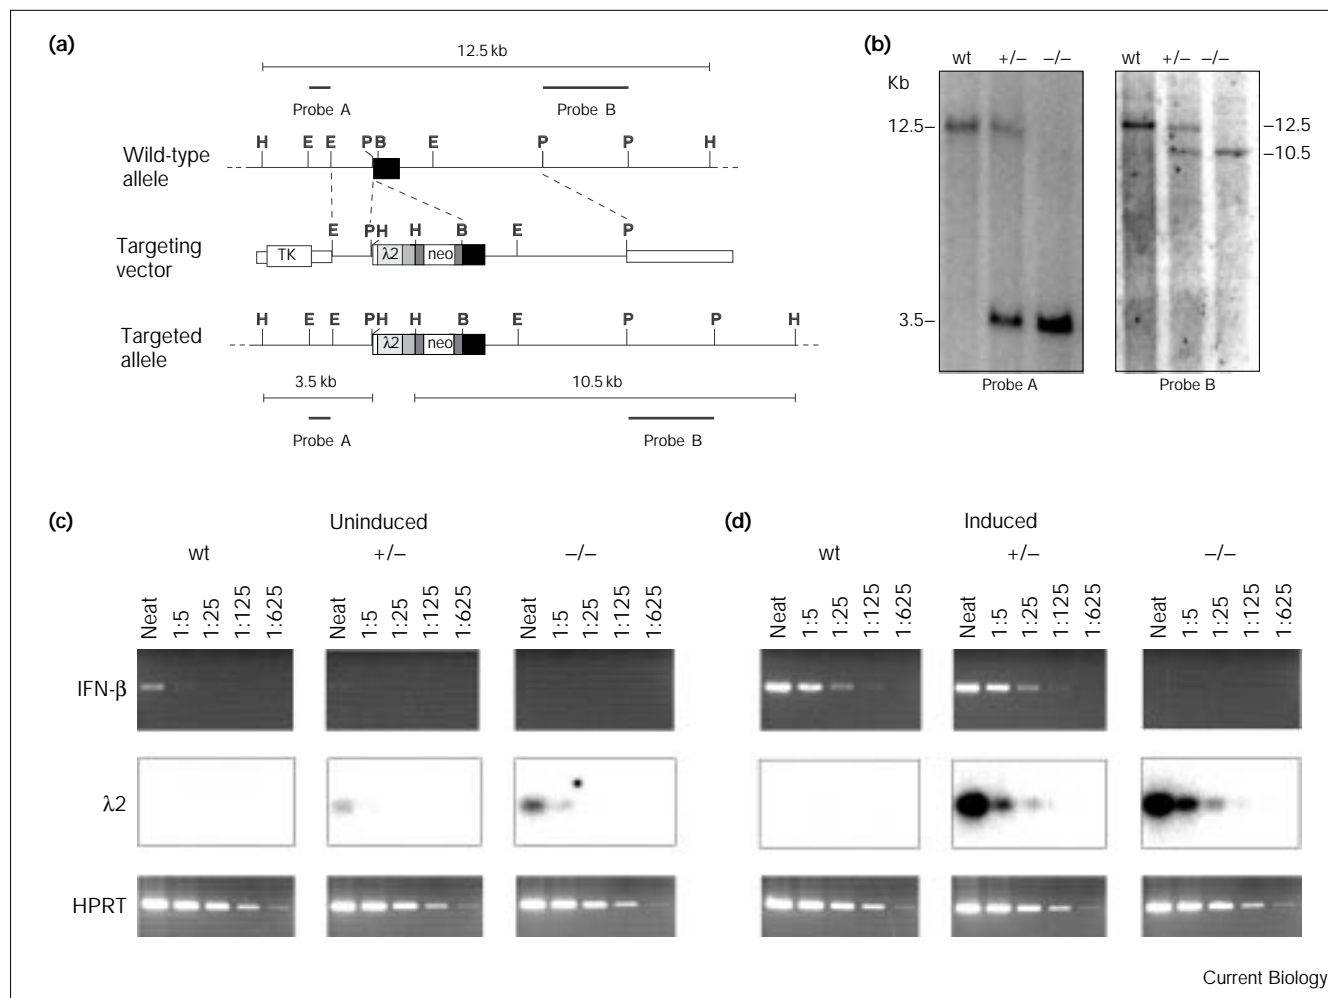 (a)
12.5 kb
Probe A
Probe B
H E E P B E P P H
Wild-type
allele
E P H H B E P
Targeting
vector
TK λ2 neo
H E E P H H B E P P H
Targeted
allele
λ2 neo
3.5 kb
10.5 kb
Probe A
Probe B
(b)
wt +/– –/–
wt +/– –/–
Kb
12.5–
–12.5
–10.5
3.5–
Probe A
Probe B
(c)
Uninduced
wt
+/–
–/–
Neat 1:5 1:25 1:125 1:625
Neat 1:5 1:25 1:125 1:625
Neat 1:5 1:25 1:125 1:625
IFN-β
λ2
HPRT
(d)
Induced
wt
+/–
–/–
Neat 1:5 1:25 1:125 1:625
Neat 1:5 1:25 1:125 1:625
Neat 1:5 1:25 1:125 1:625
Current Biology